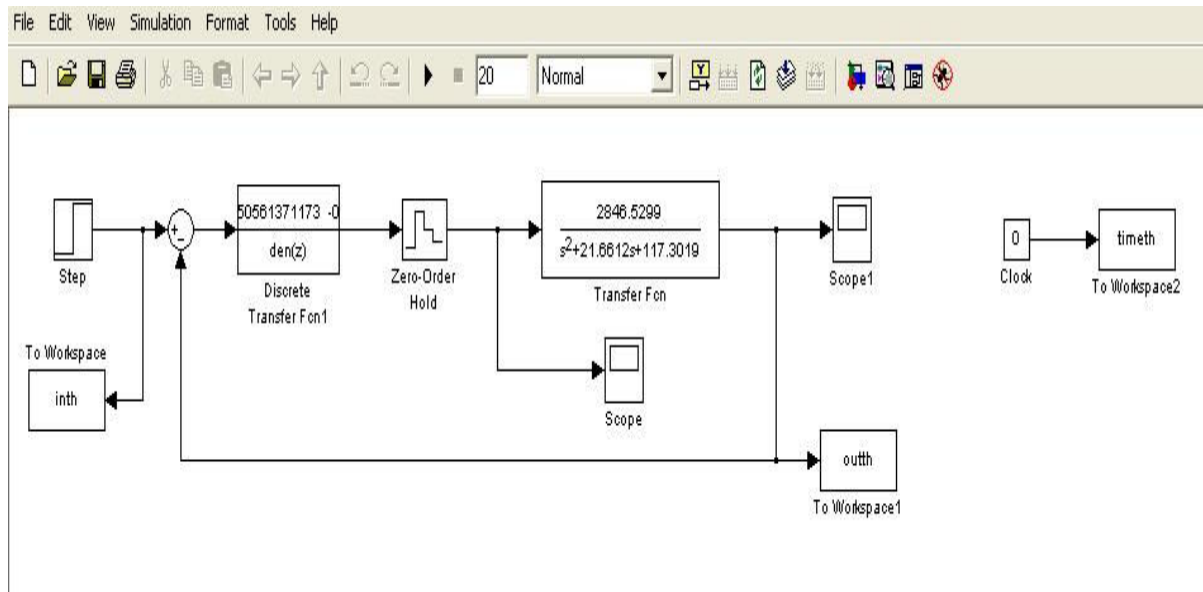 File Edit View Simulation Format Tools Help
20 Normal
50561371173 -0
den(z)
Discrete
Transfer Fcn1
Step
Zero-Order
Hold
2846.5299
s²+21.6612s+117.3019
Transfer Fcn
Scope1
0
Clock
timeth
To Workspace2
To Workspace
inth
Scope
outth
To Workspace1